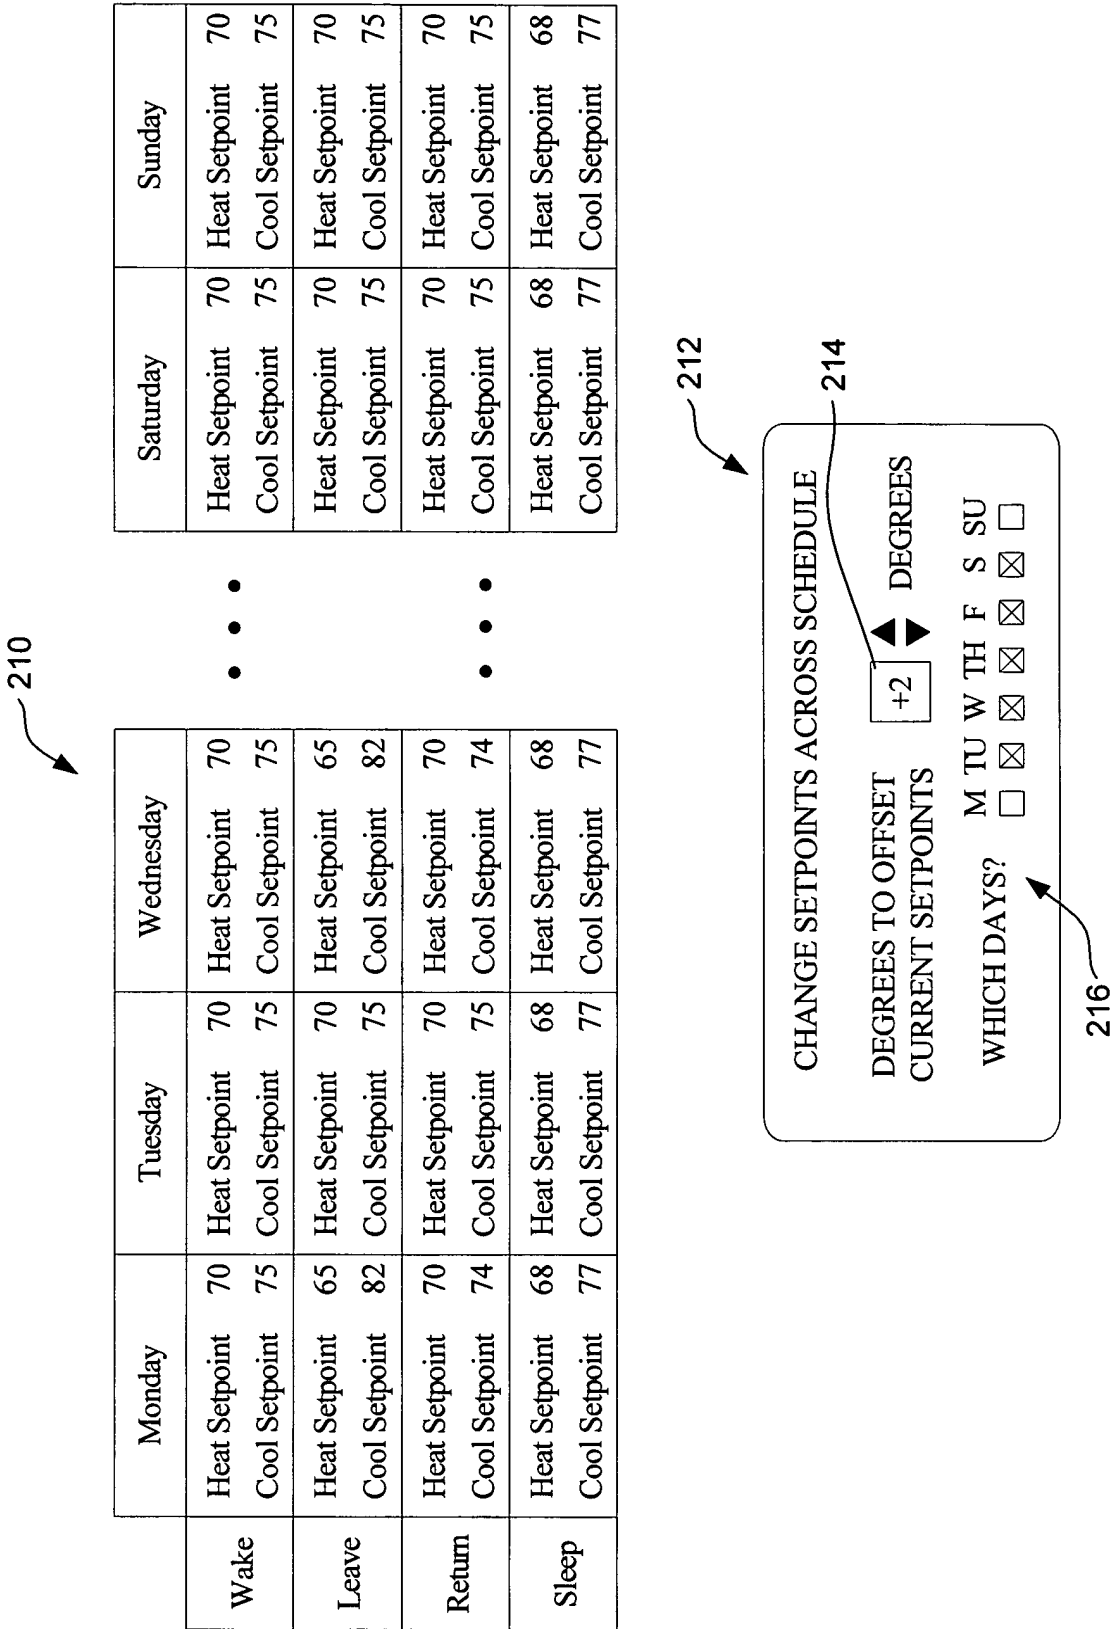 210
Monday Tuesday Wednesday Saturday Sunday
Wake Heat Setpoint 70 Heat Setpoint 70 Heat Setpoint 70 Heat Setpoint 70 Heat Setpoint 70
Cool Setpoint 75 Cool Setpoint 75 Cool Setpoint 75 Cool Setpoint 75 Cool Setpoint 75
Leave Heat Setpoint 65 Heat Setpoint 70 Heat Setpoint 65 Heat Setpoint 70 Heat Setpoint 70
Cool Setpoint 82 Cool Setpoint 75 Cool Setpoint 82 Cool Setpoint 75 Cool Setpoint 75
Return Heat Setpoint 70 Heat Setpoint 70 Heat Setpoint 70 Heat Setpoint 70 Heat Setpoint 70
Cool Setpoint 74 Cool Setpoint 75 Cool Setpoint 74 Cool Setpoint 75 Cool Setpoint 75
Sleep Heat Setpoint 68 Heat Setpoint 68 Heat Setpoint 68 Heat Setpoint 68 Heat Setpoint 68
Cool Setpoint 77 Cool Setpoint 77 Cool Setpoint 77 Cool Setpoint 77 Cool Setpoint 77
212
CHANGE SETPOINTS ACROSS SCHEDULE
214
DEGREES TO OFFSET
CURRENT SETPOINTS
+2 DEGREES
M TU W TH F S SU
WHICH DAYS?
216